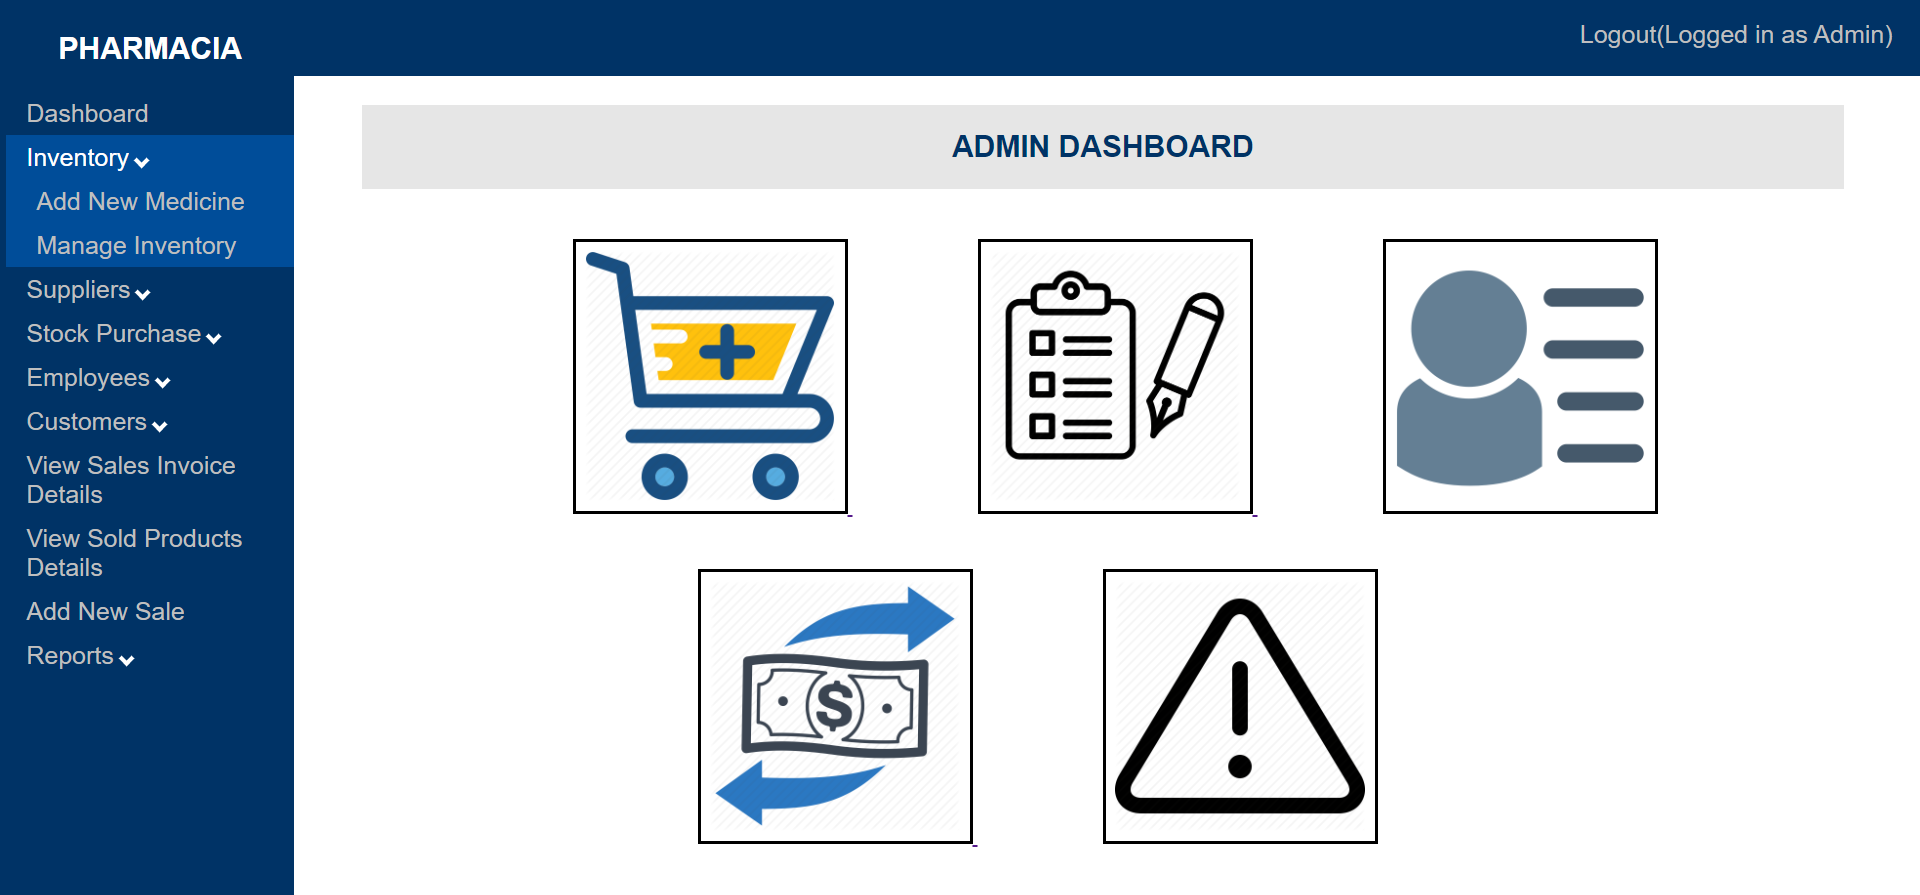 PHARMACIA
Logout(Logged in as Admin)
Dashboard
Inventory
Add New Medicine
Manage Inventory
Suppliers
Stock Purchase
Employees
Customers
View Sales Invoice
Details
View Sold Products
Details
Add New Sale
Reports
ADMIN DASHBOARD
$